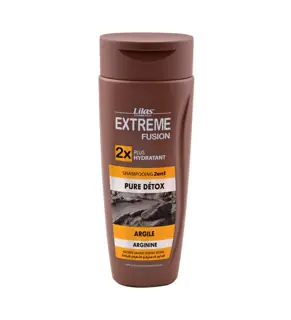 Lilas
EXTREME
FUSION
2x PLUS
HYDRATANT
SHAMPOOING 2en1
PURE DÉTOX
ARGILE
ARGININE